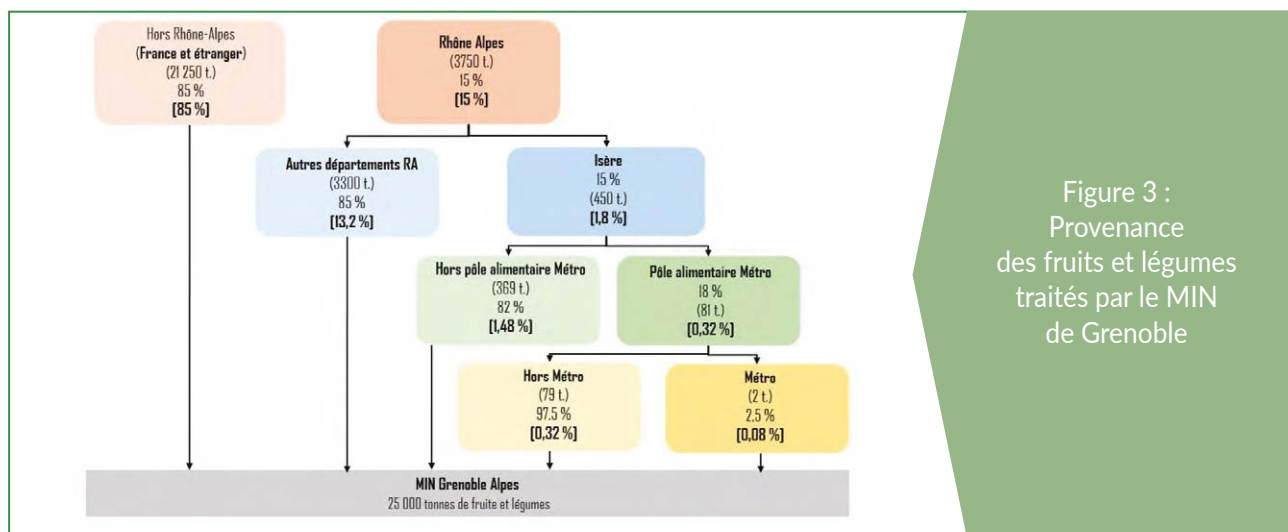 Hors Rhône-Alpes
(France et étranger)
(21 250 t.)
85 %
[85 %]
Rhône Alpes
(3750 t.)
15 %
[15 %]
Autres départements RA
(3300 t.)
85 %
[13,2 %]
Isère
15 %
(450 t.)
[1,8 %]
Hors pôle alimentaire Métro
(369 t.)
82 %
[1,48 %]
Pôle alimentaire Métro
18 %
(81 t.)
[0,32 %]
Hors Métro
(79 t.)
97.5 %
[0,32 %]
Métro
(2 t.)
2.5 %
[0,08 %]
MIN Grenoble Alpes
25 000 tonnes de fruite et légumes
Figure 3 :
Provenance
des fruits et légumes
traités par le MIN
de Grenoble